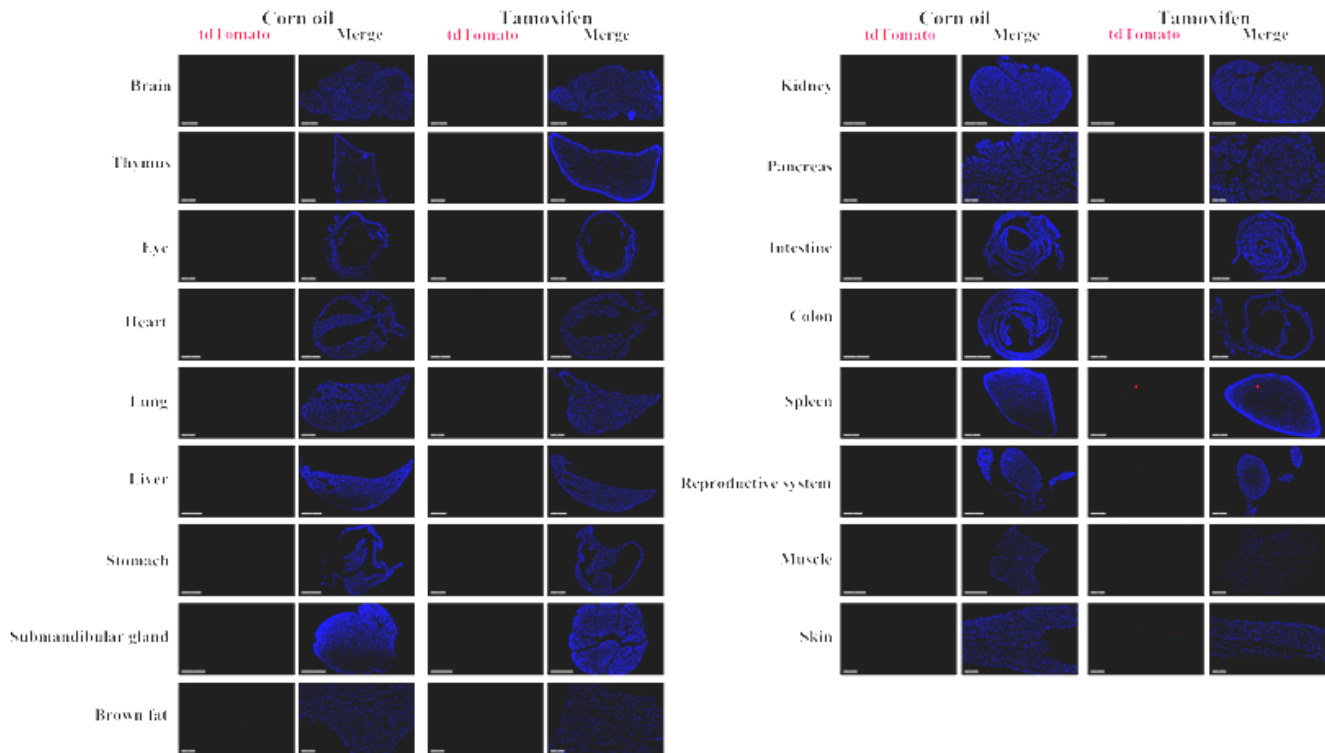 Corn oil Tamoxifen
tdTomato Merge tdTomato Merge
Brain
Thymus
Eye
Heart
Lung
Liver
Stomach
Submandibular gland
Brown fat
Corn oil Tamoxifen
tdTomato Merge tdTomato Merge
Kidney
Pancreas
Intestine
Colon
Spleen
Reproductive system
Muscle
Skin